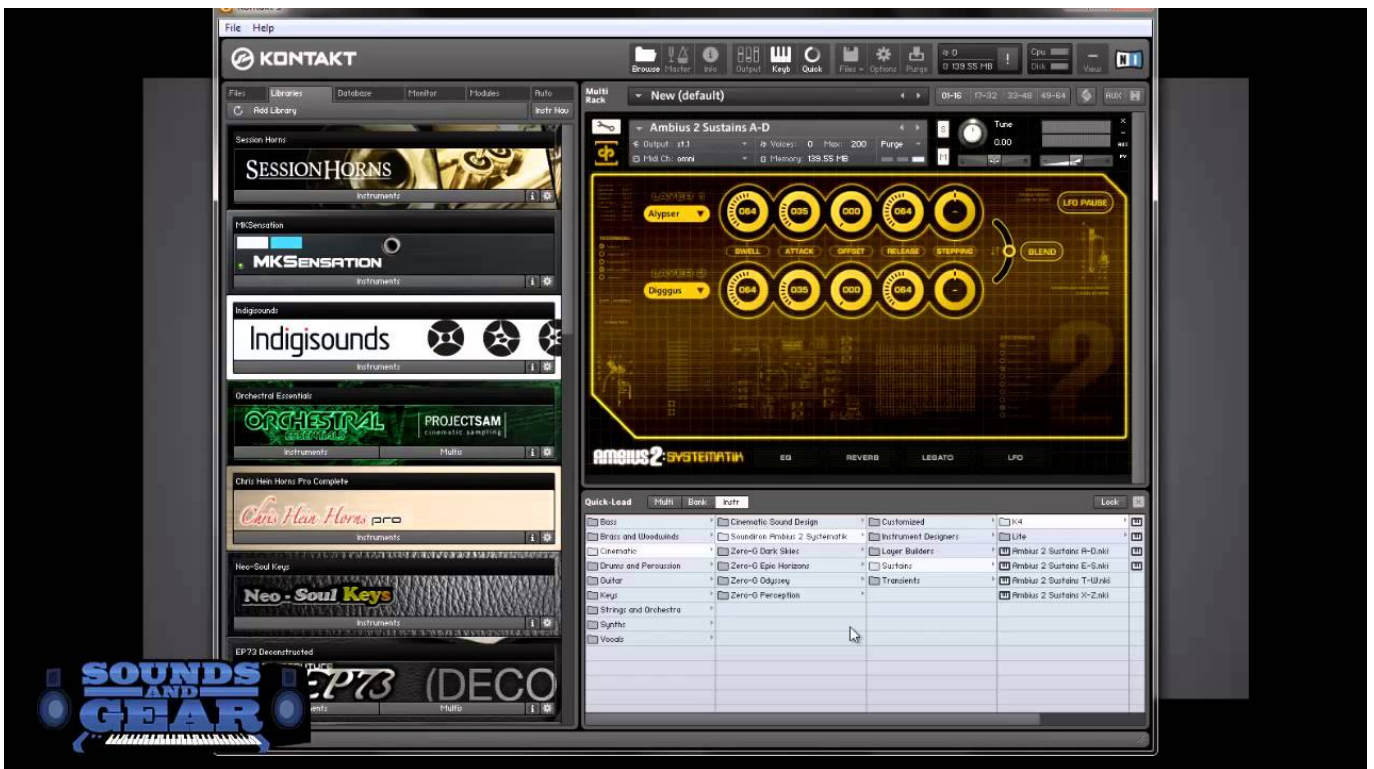 File Help
KONTAKT
Browse Master Info Output Keyb Quick Files Options Purge
0
0 139.55 MB
!
Cpu
Disk
View
Files Libraries Database Monitor Modules Auto
Add Library
Instr Nav
Session Horns
SESSIONHORNS
Instruments
i
MKSensation
MKSENSATION
Instruments
i
Indigisounds
Indigisounds
Instruments
i
Orchestral Essentials
ORCHESTRAL
ESSENTIALS
PROJECTSAM
cinematic sampling
Instruments
Multis
i
Chris Hein Horns Pro Complete
Chris Hein Horns pro
Instruments
i
Neo-Soul Keys
Neo-Soul Keys
Instruments
i
EP73 Deconstructed
EP73 (DECO
Multis
i
Multi
Rack
New (default)
01-16 17-32 33-48 49-64
AUX
Ambius 2 Sustains A-D
Output: st.1
Voices: 0 Max: 200 Purge
Midi Ch: omni
Memory: 139.55 MB
S
M
Tune
0.00
LAYER 1
Alypser
064 035 000 064 -
LFO PAUSE
SWELL ATTACK OFFSET RELEASE STEPPING
BLEND
LAYER 2
Digggus
064 035 000 064 -
2
AMBIUS 2: SYSTEMATIK
EQ REVERB LEGATO LFO
Quick-Load Multi Bank Instr
Look
Bass
Brass and Woodwinds
Cinematic
Drums and Percussion
Guitar
Keys
Strings and Orchestra
Synths
Vocals
Cinematic Sound Design
Soundiron Ambius 2 Systematik
Zero-G Dark Skies
Zero-G Epic Horizons
Zero-G Odyssey
Zero-G Perception
Customized
Instrument Designers
Layer Builders
Sustains
Transients
K4
Lite
Ambius 2 Sustains A-D.nki
Ambius 2 Sustains E-S.nki
Ambius 2 Sustains T-W.nki
Ambius 2 Sustains X-Z.nki
SOUNDS
AND
GEAR